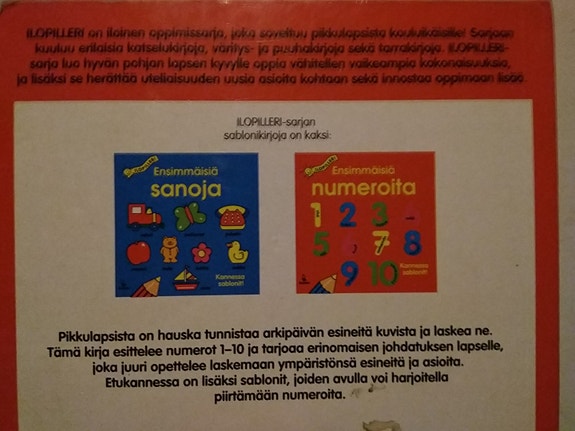 ILOPILLERI on iloinen oppimissarja, joka soveltuu pikkulapsista kouluikäisille! Sarjaan
kuuluu erilaisia katselukirjoja, väritys- ja puuhakirjoja sekä tarrakirjoja. ILOPILLERI-
sarja luo hyvän pohjan lapsen kyvylle oppia vähitellen vaikeampia kokonaisuuksia,
ja lisäksi se herättää uteliaisuuden uusia asioita kohtaan sekä innostaa oppimaan lisää.
ILOPILLERI-sarjan
sablonikirjoja on kaksi:
ILOPILLERI
Ensimmäisiä
sanoja
Kannessa
sablonit!
Ensimmäisiä
numeroita
1 2 3
5 7 8
9 10
Kannessa
sablonit!
Pikkulapsista on hauska tunnistaa arkipäivän esineitä kuvista ja laskea ne.
Tämä kirja esittelee numerot 1–10 ja tarjoaa erinomaisen johdatuksen lapselle,
joka juuri opettelee laskemaan ympäristönsä esineitä ja asioita.
Etukannessa on lisäksi sablonit, joiden avulla voi harjoitella
piirtämään numeroita.